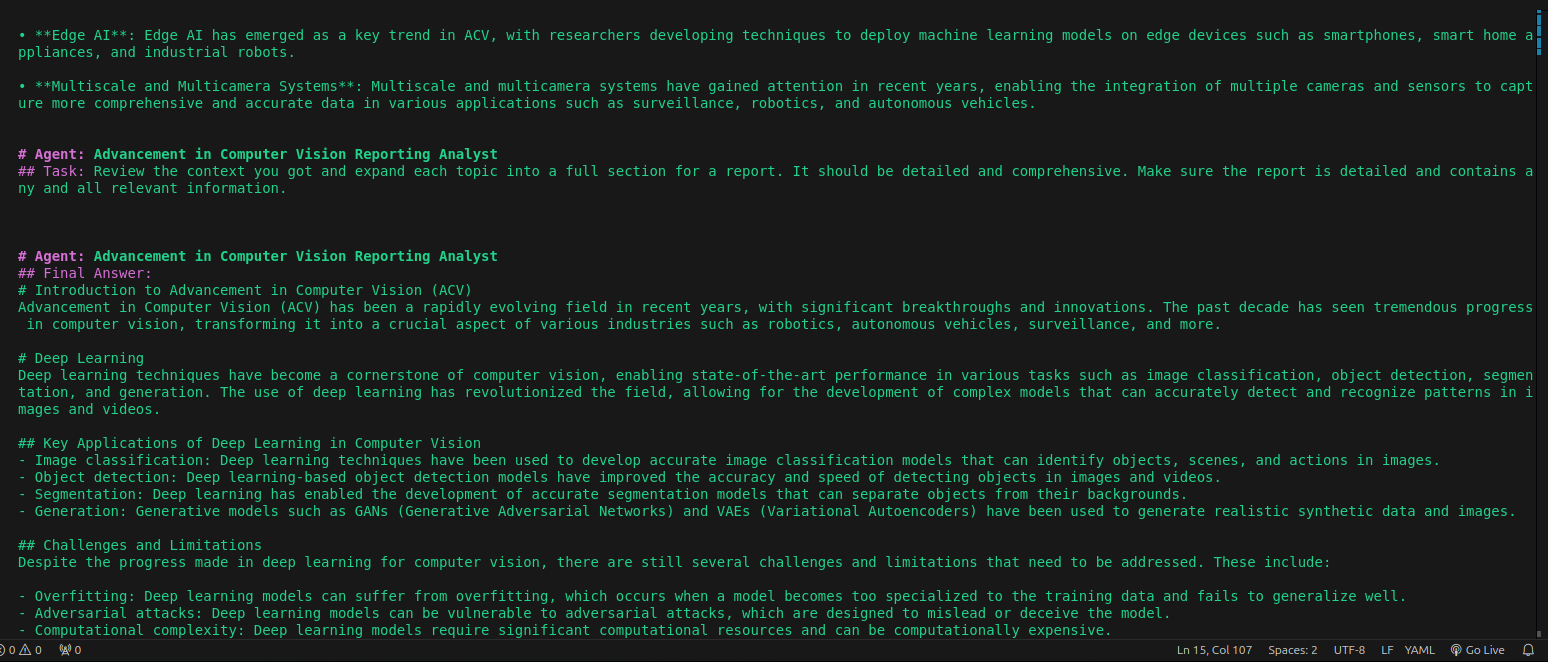 • **Edge AI**: Edge AI has emerged as a key trend in ACV, with researchers developing techniques to deploy machine learning models on edge devices such as smartphones, smart home a
ppliances, and industrial robots.
• **Multiscale and Multicamera Systems**: Multiscale and multicamera systems have gained attention in recent years, enabling the integration of multiple cameras and sensors to capt
ure more comprehensive and accurate data in various applications such as surveillance, robotics, and autonomous vehicles.
# Agent: Advancement in Computer Vision Reporting Analyst
## Task: Review the context you got and expand each topic into a full section for a report. It should be detailed and comprehensive. Make sure the report is detailed and contains a
ny and all relevant information.
# Agent: Advancement in Computer Vision Reporting Analyst
## Final Answer:
# Introduction to Advancement in Computer Vision (ACV)
Advancement in Computer Vision (ACV) has been a rapidly evolving field in recent years, with significant breakthroughs and innovations. The past decade has seen tremendous progress
in computer vision, transforming it into a crucial aspect of various industries such as robotics, autonomous vehicles, surveillance, and more.
# Deep Learning
Deep learning techniques have become a cornerstone of computer vision, enabling state-of-the-art performance in various tasks such as image classification, object detection, segmen
tation, and generation. The use of deep learning has revolutionized the field, allowing for the development of complex models that can accurately detect and recognize patterns in i
mages and videos.
## Key Applications of Deep Learning in Computer Vision
- Image classification: Deep learning techniques have been used to develop accurate image classification models that can identify objects, scenes, and actions in images.
- Object detection: Deep learning-based object detection models have improved the accuracy and speed of detecting objects in images and videos.
- Segmentation: Deep learning has enabled the development of accurate segmentation models that can separate objects from their backgrounds.
- Generation: Generative models such as GANs (Generative Adversarial Networks) and VAEs (Variational Autoencoders) have been used to generate realistic synthetic data and images.
## Challenges and Limitations
Despite the progress made in deep learning for computer vision, there are still several challenges and limitations that need to be addressed. These include:
- Overfitting: Deep learning models can suffer from overfitting, which occurs when a model becomes too specialized to the training data and fails to generalize well.
- Adversarial attacks: Deep learning models can be vulnerable to adversarial attacks, which are designed to mislead or deceive the model.
- Computational complexity: Deep learning models require significant computational resources and can be computationally expensive.
0 0 0 Ln 15, Col 107 Spaces: 2 UTF-8 LF YAML Go Live